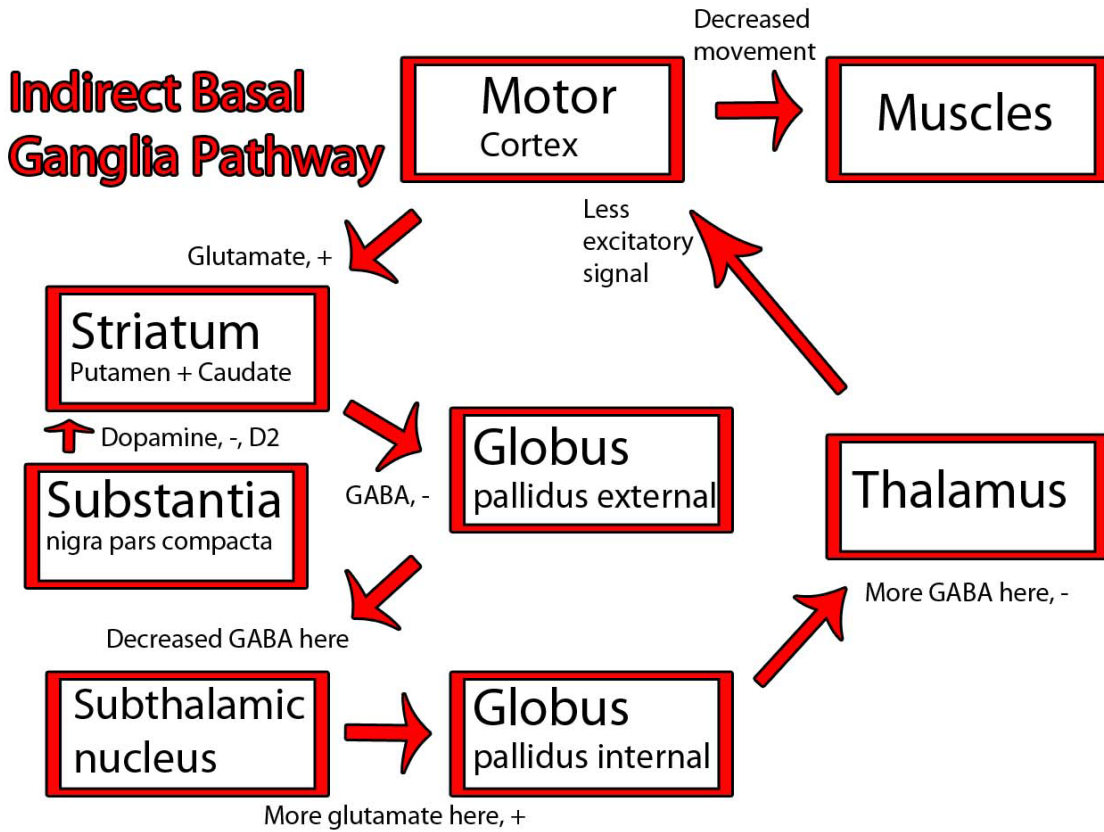 Indirect Basal
Ganglia Pathway
Motor
Cortex
Decreased
movement
Muscles
Less
excitatory
signal
Glutamate, +
Striatum
Putamen + Caudate
Dopamine, -, D2
Substantia
nigra pars compacta
GABA, -
Globus
pallidus external
Thalamus
More GABA here, -
Decreased GABA here
Subthalamic
nucleus
Globus
pallidus internal
More glutamate here, +